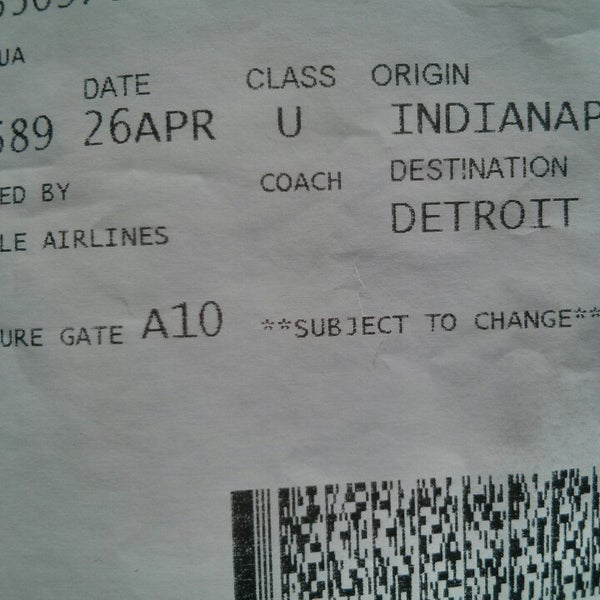 UA
DATE CLASS ORIGIN
589 26APR U INDIANAP
ED BY COACH DESTINATION
LE AIRLINES DETROIT
URE GATE A10 **SUBJECT TO CHANGE**